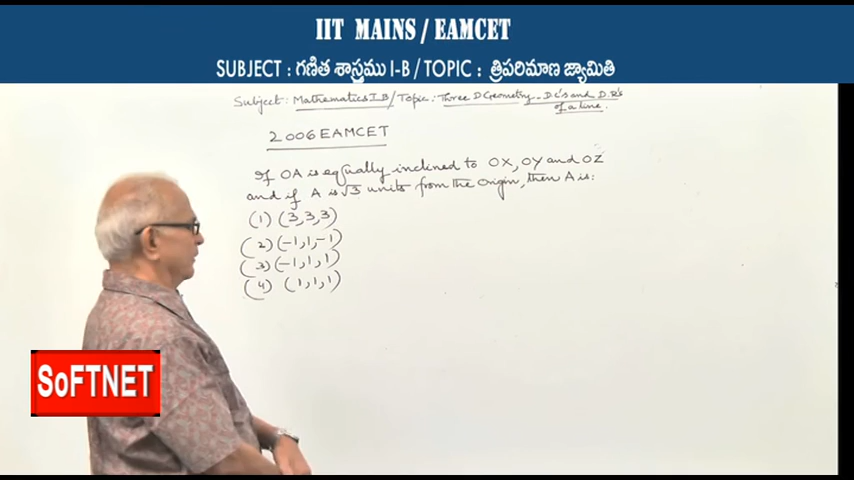 IIT MAINS / EAMCET
SUBJECT : గణిత శాస్త్రము I-B / TOPIC : త్రిపరిమాణ జ్యామితి
Subject: Mathematics IB / Topic: Three D Geometry - D.C's and D.R's
of a line.
2006 EAMCET
If OA is equally inclined to OX, OY and OZ
and if A is √3 units from the Origin, then A is:
(1) (3,3,3)
(2) (-1,1,-1)
(3) (-1,1,1)
(4) (1,1,1)
SoFTNET